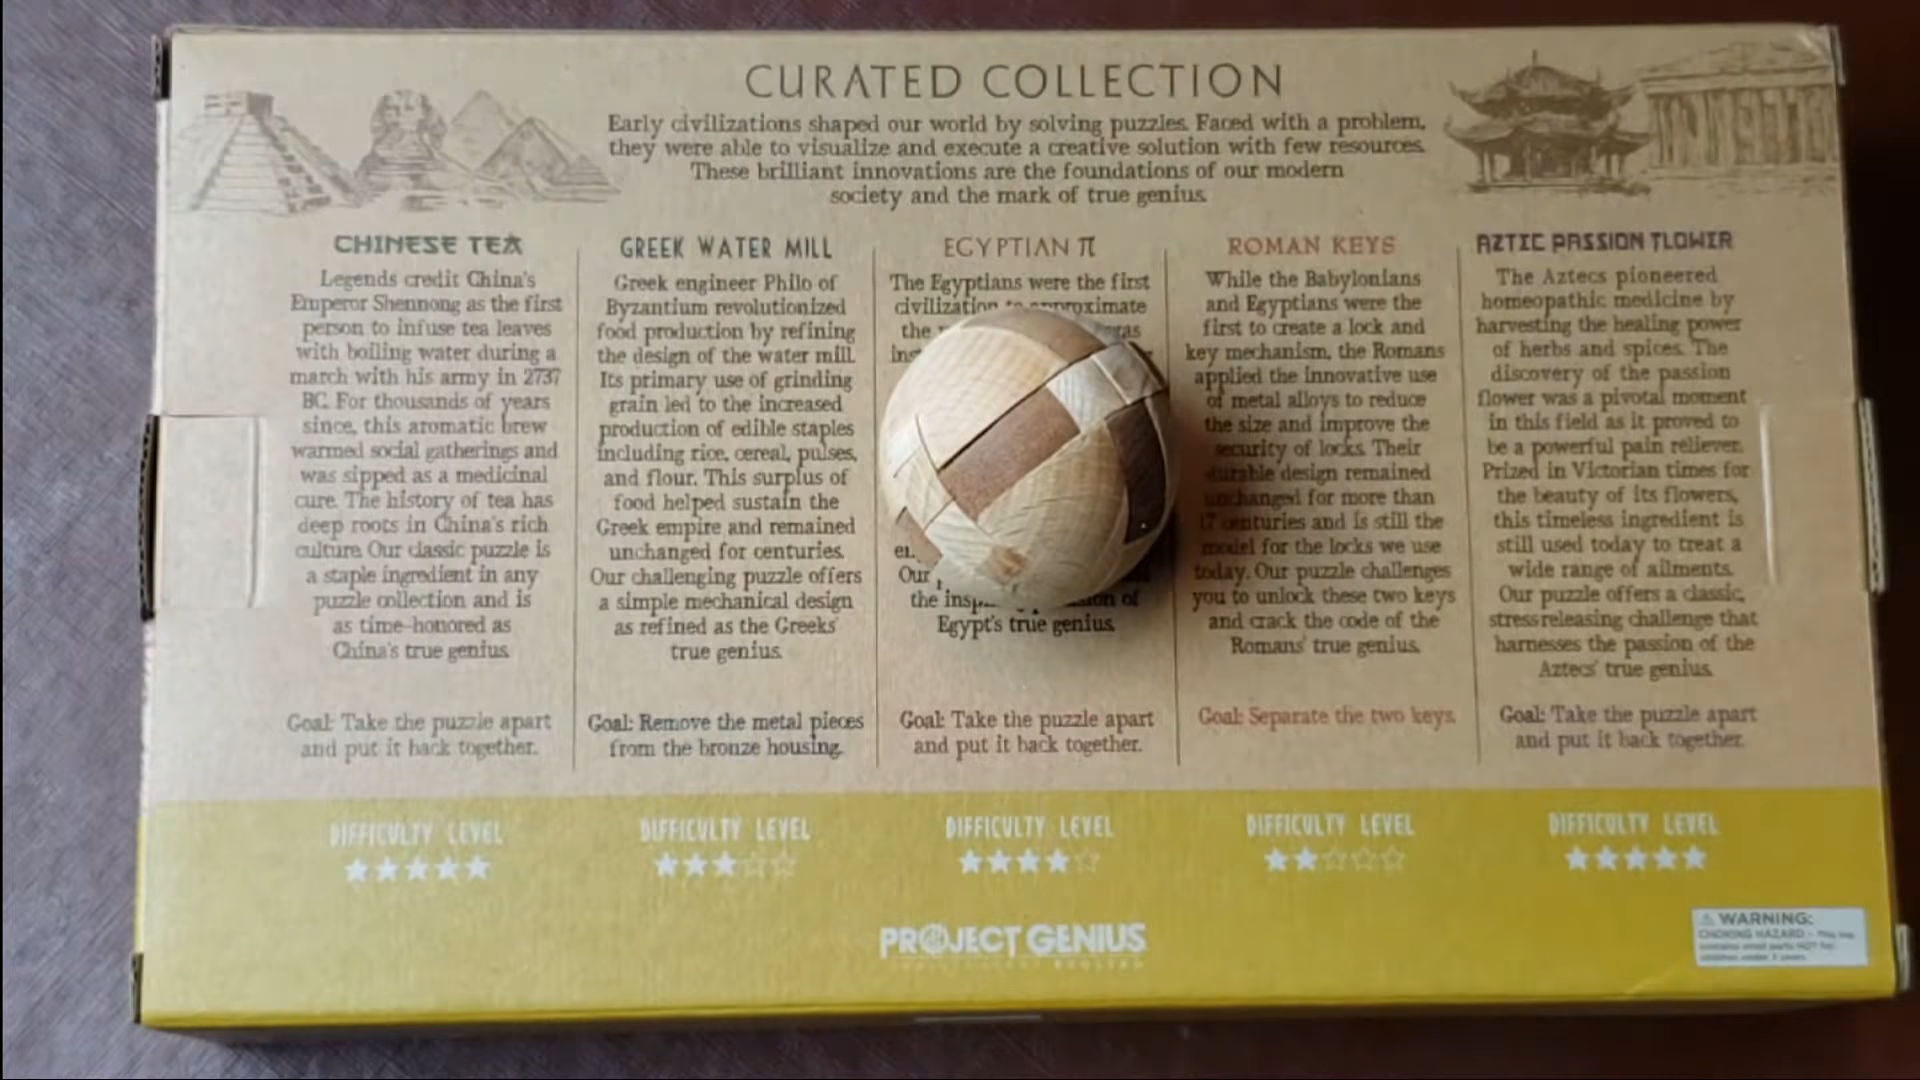 CURATED COLLECTION
Early civilizations shaped our world by solving puzzles. Faced with a problem,
they were able to visualize and execute a creative solution with few resources.
These brilliant innovations are the foundations of our modern
society and the mark of true genius.
CHINESE TEA
Legends credit China's
Emperor Shennong as the first
person to infuse tea leaves
with boiling water during a
march with his army in 2737
BC. For thousands of years
since, this aromatic brew
warmed social gatherings and
was sipped as a medicinal
cure. The history of tea has
deep roots in China's rich
culture. Our classic puzzle is
a staple ingredient in any
puzzle collection and is
as time-honored as
China's true genius.
Goal: Take the puzzle apart
and put it back together.
DIFFICULTY LEVEL
GREEK WATER MILL
Greek engineer Philo of
Byzantium revolutionized
food production by refining
the design of the water mill.
Its primary use of grinding
grain led to the increased
production of edible staples
including rice, cereal, pulses,
and flour. This surplus of
food helped sustain the
Greek empire and remained
unchanged for centuries.
Our challenging puzzle offers
a simple mechanical design
as refined as the Greeks'
true genius.
Goal: Remove the metal pieces
from the bronze housing.
DIFFICULTY LEVEL
EGYPTIAN π
The Egyptians were the first
civilization to approximate
the
Our
the
of
Egypt's true genius.
Goal: Take the puzzle apart
and put it back together.
DIFFICULTY LEVEL
ROMAN KEYS
While the Babylonians
and Egyptians were the
first to create a lock and
key mechanism, the Romans
applied the innovative use
of metal alloys to reduce
the size and improve the
security of locks. Their
durable design remained
unchanged for more than
17 centuries and is still the
model for the locks we use
today. Our puzzle challenges
you to unlock these two keys
and crack the code of the
Romans' true genius.
Goal: Separate the two keys.
DIFFICULTY LEVEL
AZTEC PASSION FLOWER
The Aztecs pioneered
homeopathic medicine by
harvesting the healing power
of herbs and spices. The
discovery of the passion
flower was a pivotal moment
in this field as it proved to
be a powerful pain reliever.
Prized in Victorian times for
the beauty of its flowers,
this timeless ingredient is
still used today to treat a
wide range of ailments.
Our puzzle offers a classic,
stress releasing challenge that
harnesses the passion of the
Aztecs' true genius.
Goal: Take the puzzle apart
and put it back together.
DIFFICULTY LEVEL
PROJECT GENIUS
WARNING:
CHOKING HAZARD - This toy
contains small parts NOT for
children under 3 years.